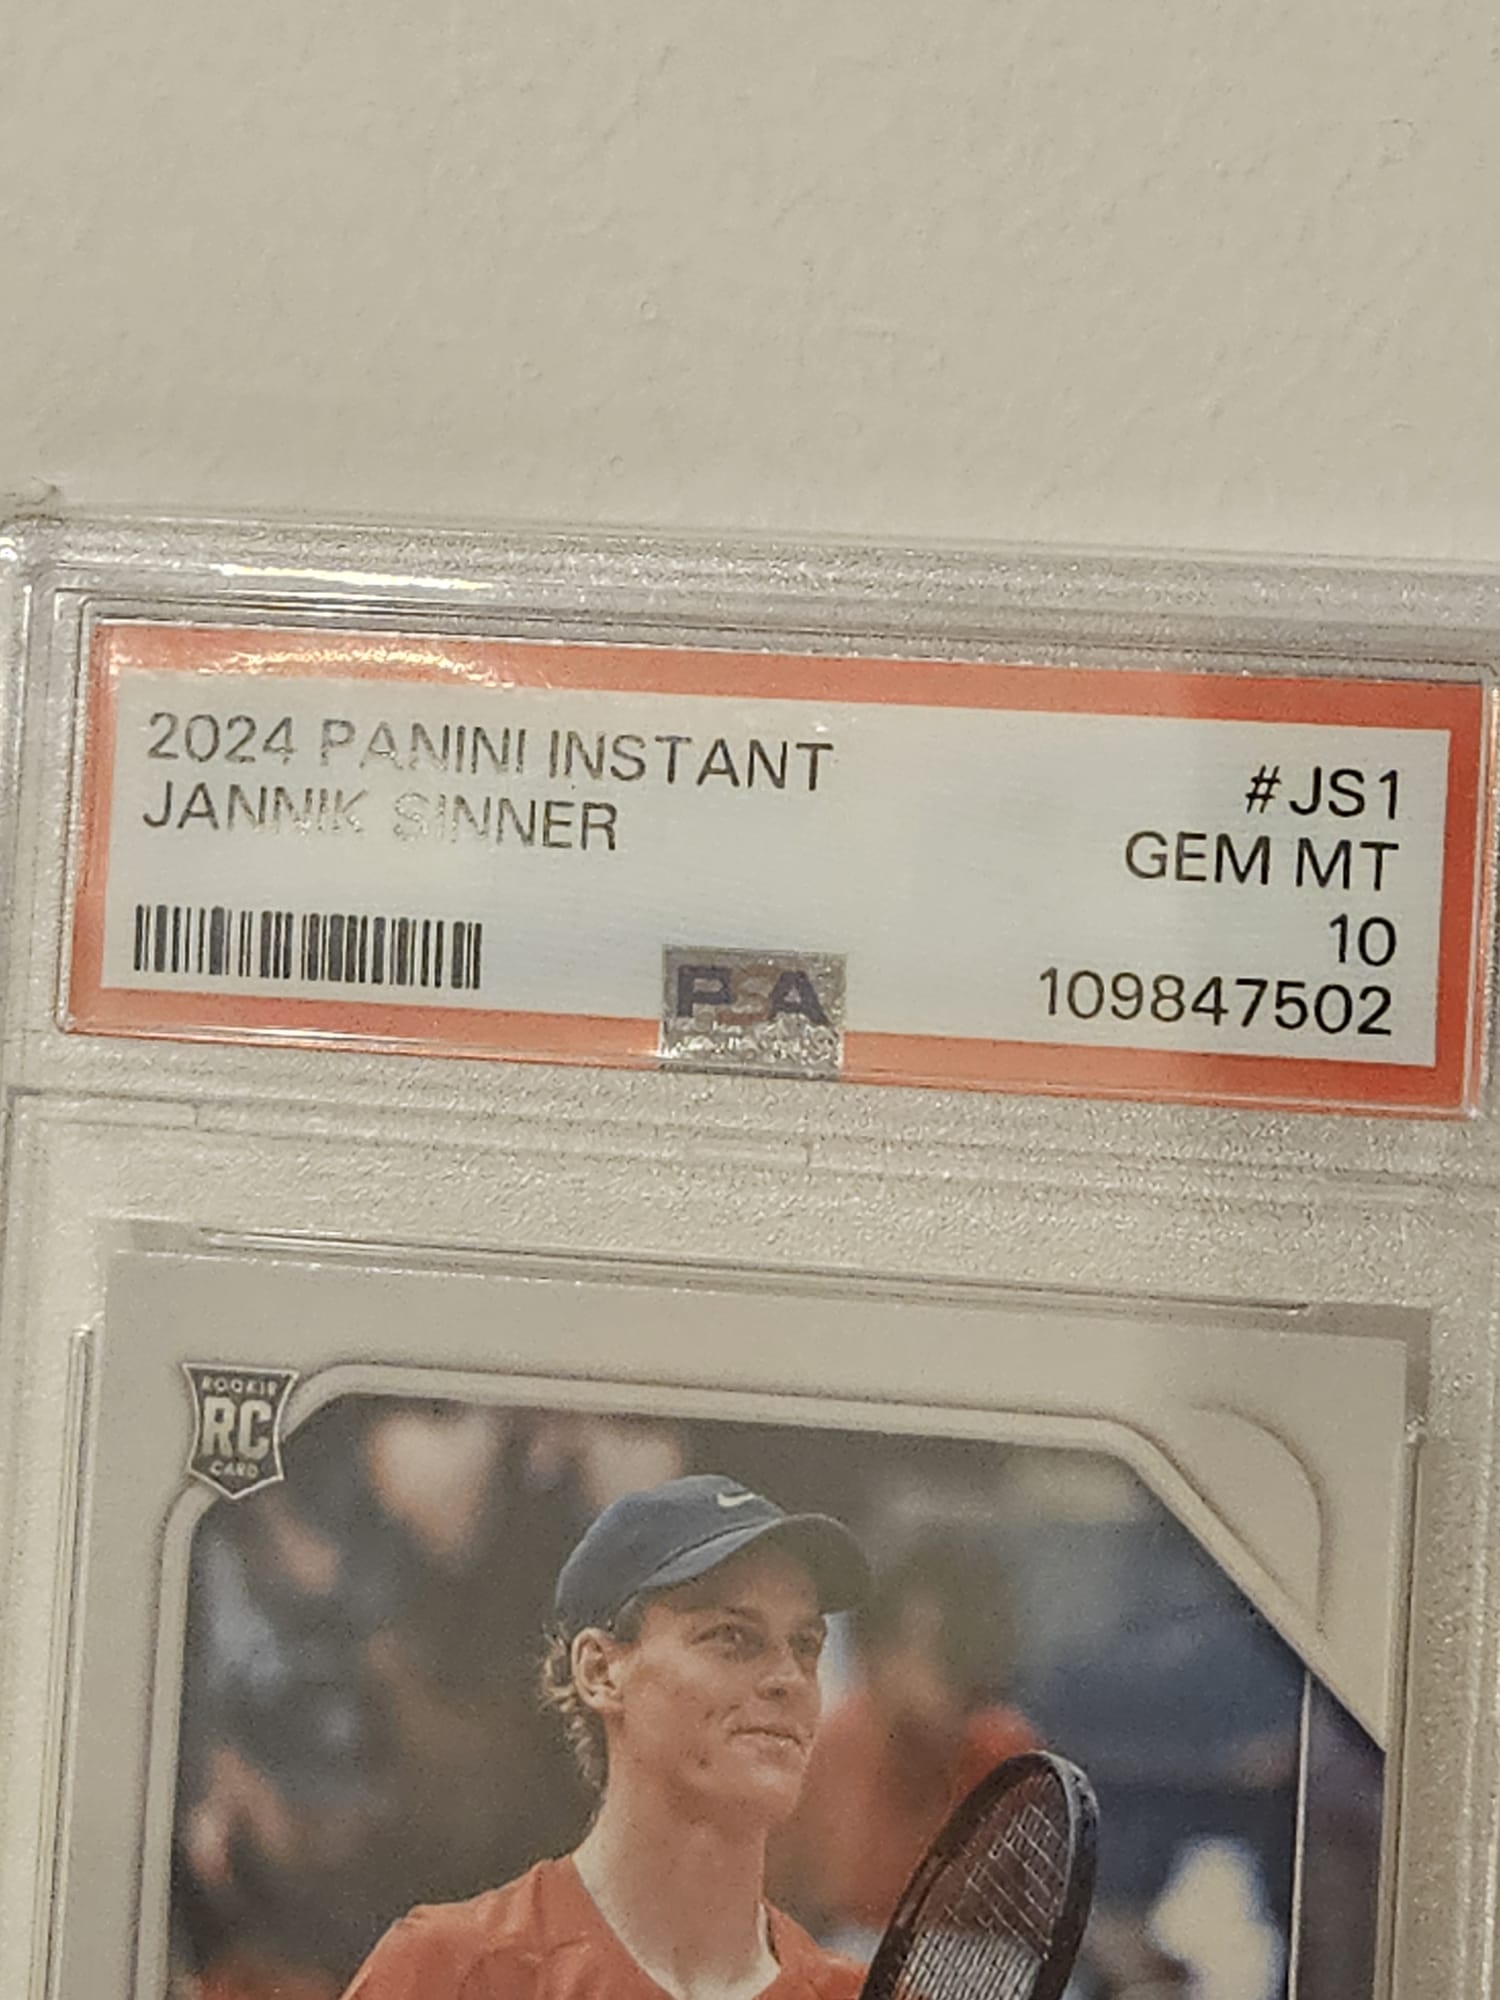 2024 PANINI INSTANT
JANNIK SINNER
#JS1
GEM MT
10
109847502
PSA
ROOKIE
RC
CARD